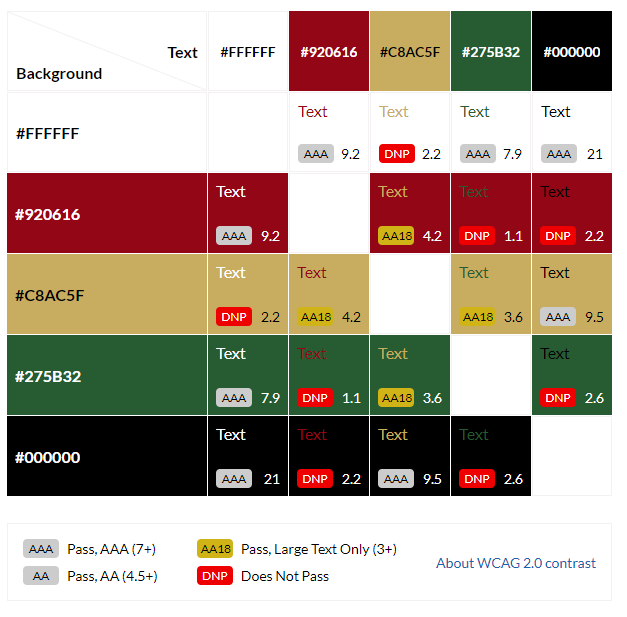 Text #FFFFFF #920616 #C8AC5F #275B32 #000000
Background
#FFFFFF Text Text Text Text
AAA 9.2 DNP 2.2 AAA 7.9 AAA 21
#920616 Text Text Text Text
AAA 9.2 AA18 4.2 DNP 1.1 DNP 2.2
#C8AC5F Text Text Text Text
DNP 2.2 AA18 4.2 AA18 3.6 AAA 9.5
#275B32 Text Text Text Text
AAA 7.9 DNP 1.1 AA18 3.6 DNP 2.6
#000000 Text Text Text Text
AAA 21 DNP 2.2 AAA 9.5 DNP 2.6
AAA Pass, AAA (7+) AA18 Pass, Large Text Only (3+)
About WCAG 2.0 contrast
AA Pass, AA (4.5+) DNP Does Not Pass